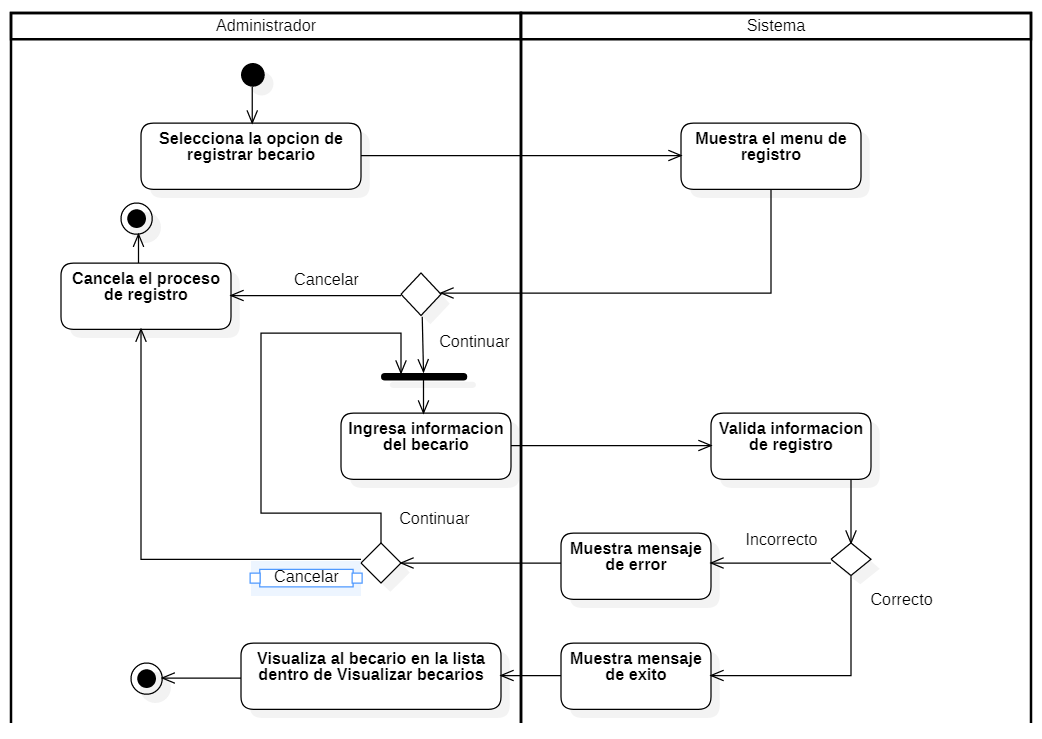 Administrador
Sistema
Selecciona la opcion de
registrar becario
Muestra el menu de
registro
Cancela el proceso
de registro
Cancelar
Continuar
Ingresa informacion
del becario
Valida informacion
de registro
Continuar
Cancelar
Muestra mensaje
de error
Incorrecto
Correcto
Visualiza al becario en la lista
dentro de Visualizar becarios
Muestra mensaje
de exito